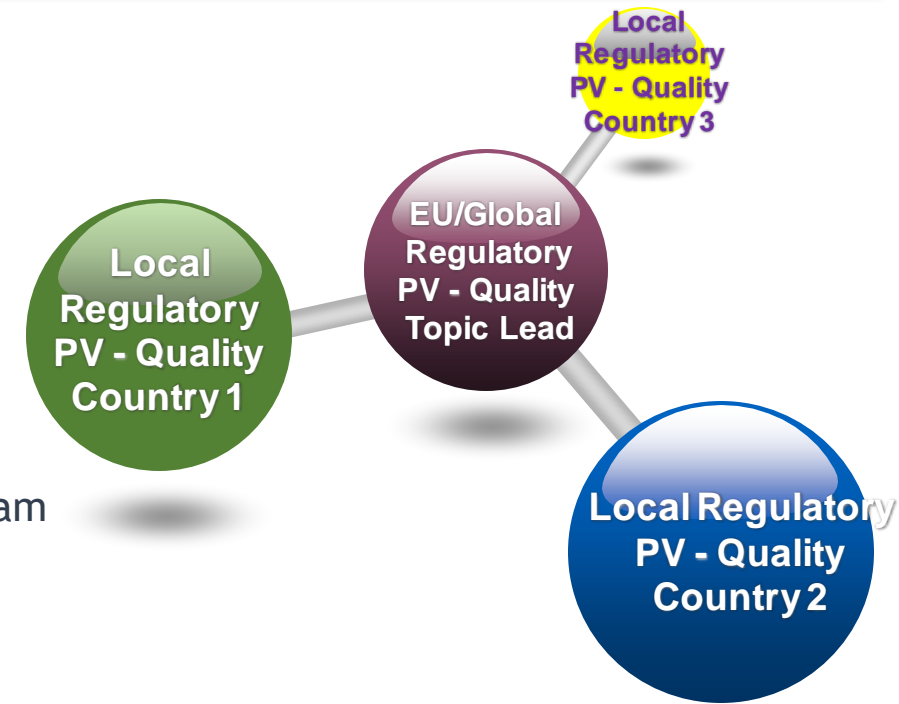 Local
Regulatory
PV - Quality
Country 3
EU/Global
Regulatory
PV - Quality
Topic Lead
Local
Regulatory
PV - Quality
Country 1
am
Local Regulatory
PV - Quality
Country 2